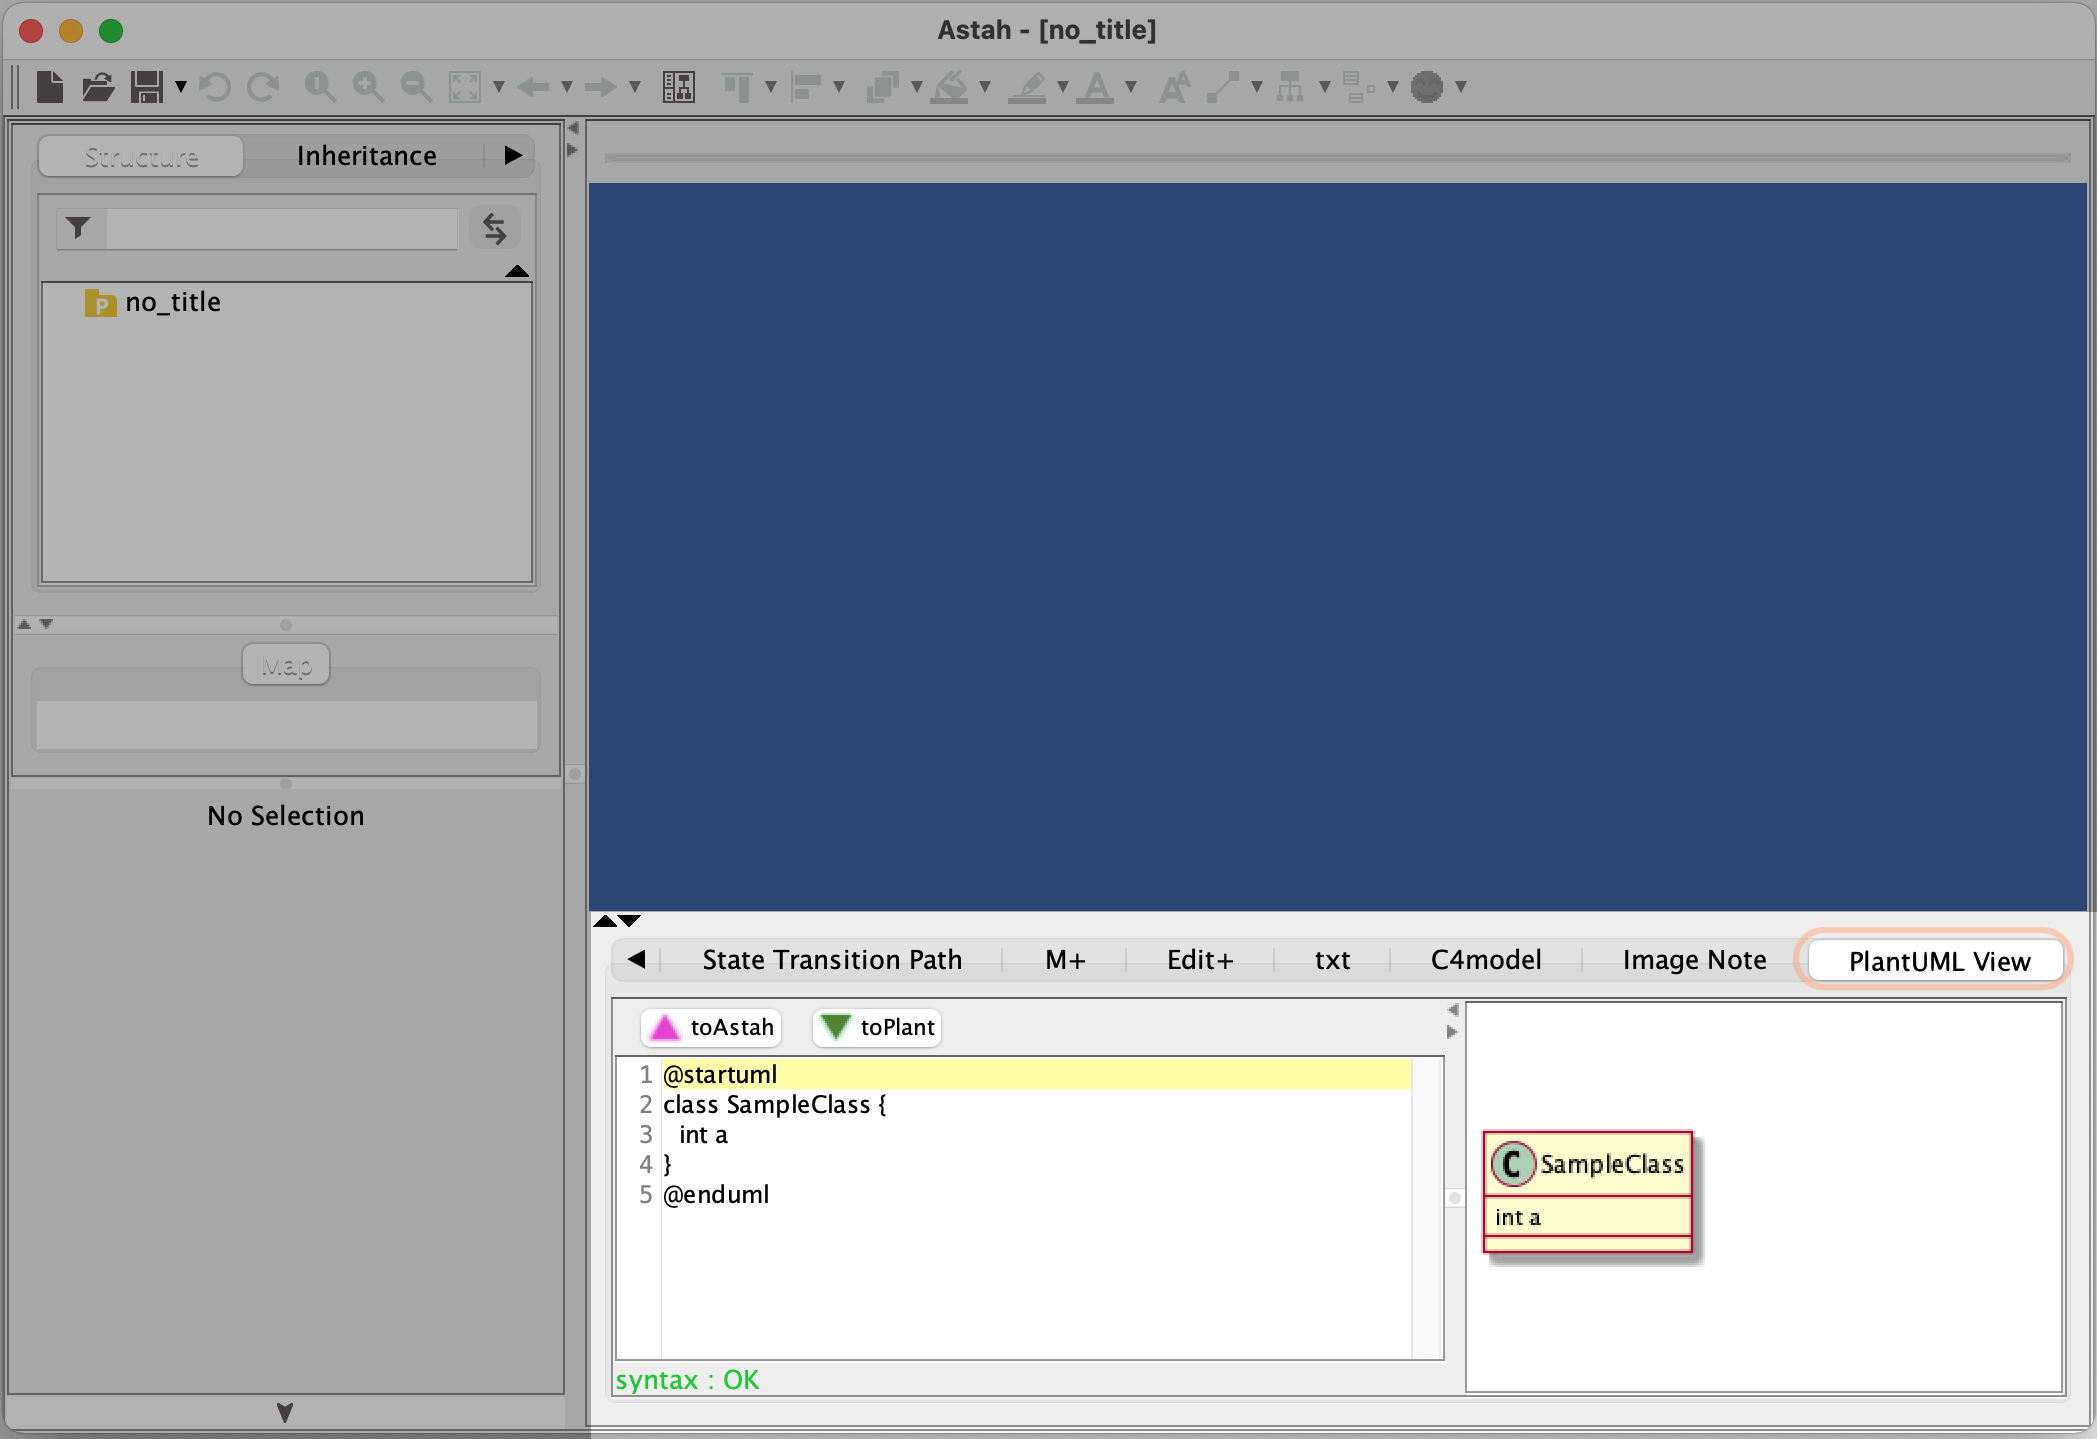 Astah - [no_title]
Structure
Inheritance
no_title
Map
No Selection
State Transition Path
M+
Edit+
txt
C4model
Image Note
PlantUML View
toAstah
toPlant
1 @startuml
2 class SampleClass {
3 int a
4 }
5 @enduml
syntax : OK
C SampleClass
int a